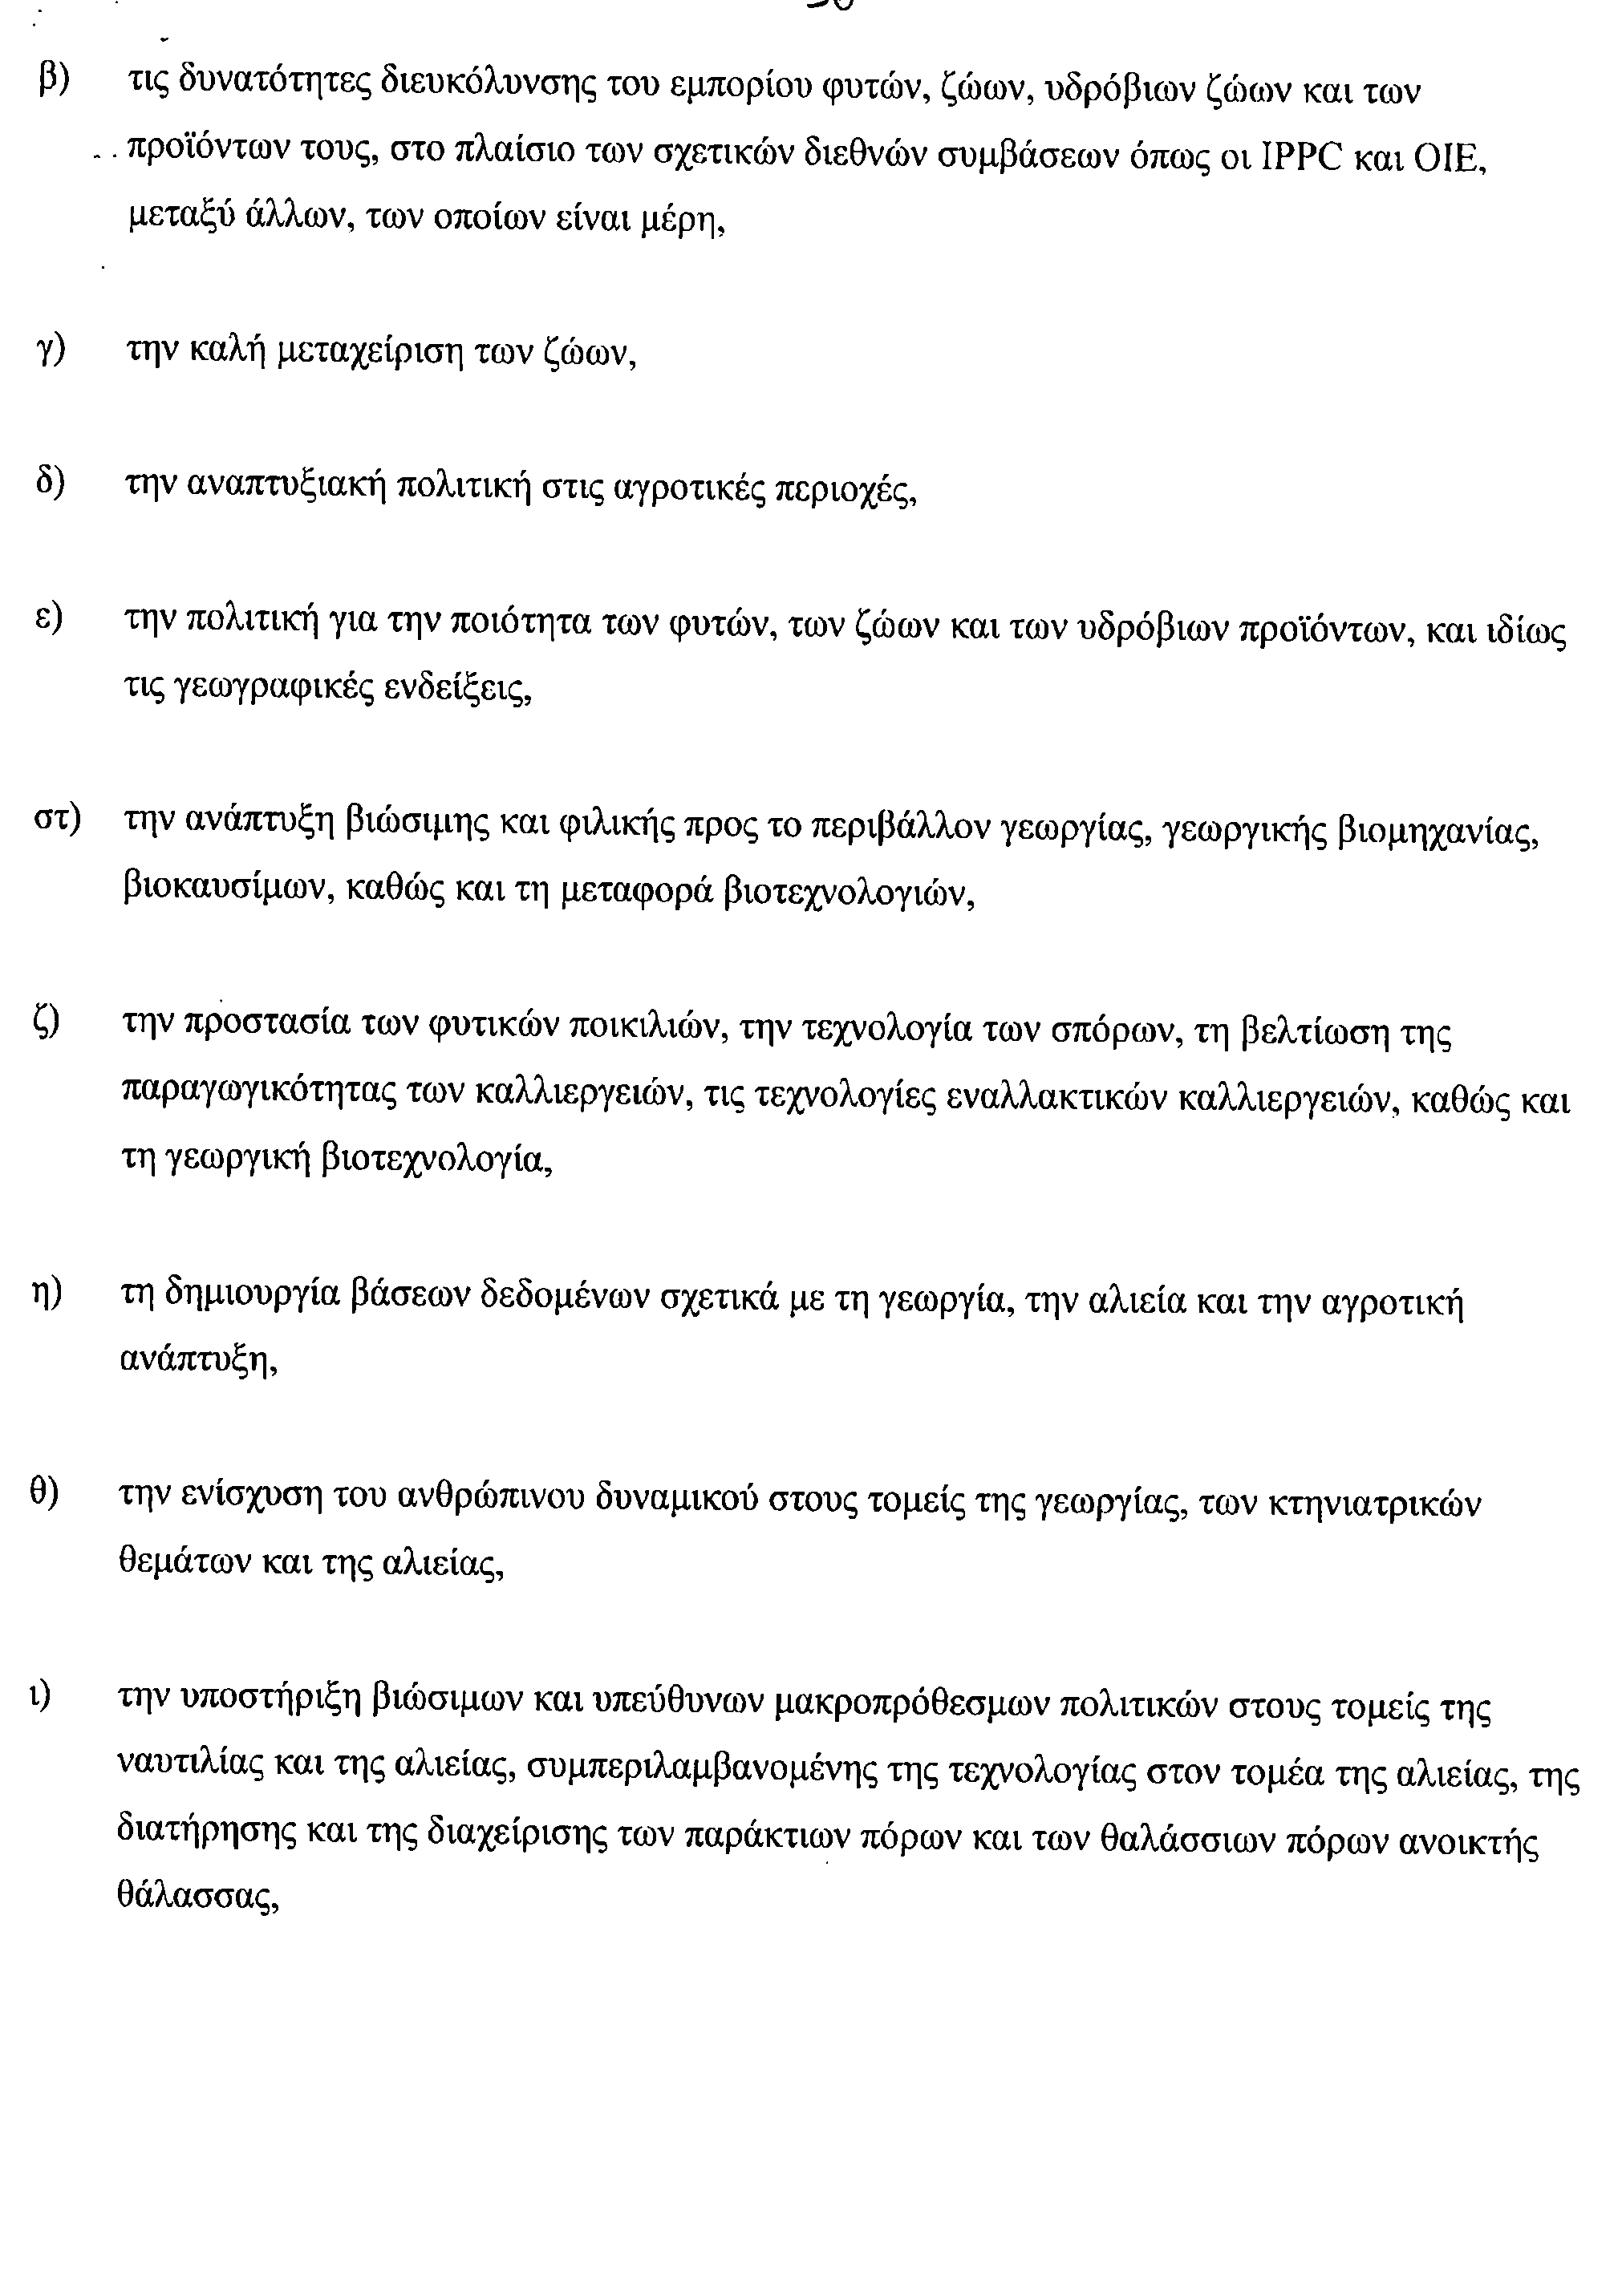 β) τις δυνατότητες διευκόλυνσης του εμπορίου φυτών, ζώων, υδρόβιων ζώων και των
προϊόντων τους, στο πλαίσιο των σχετικών διεθνών συμβάσεων όπως οι IPPC και OIE,
μεταξύ άλλων, των οποίων είναι μέρη,
γ) την καλή μεταχείριση των ζώων,
δ) την αναπτυξιακή πολιτική στις αγροτικές περιοχές,
ε) την πολιτική για την ποιότητα των φυτών, των ζώων και των υδρόβιων προϊόντων, και ιδίως
τις γεωγραφικές ενδείξεις,
στ) την ανάπτυξη βιώσιμης και φιλικής προς το περιβάλλον γεωργίας, γεωργικής βιομηχανίας,
βιοκαυσίμων, καθώς και τη μεταφορά βιοτεχνολογιών,
ζ) την προστασία των φυτικών ποικιλιών, την τεχνολογία των σπόρων, τη βελτίωση της
παραγωγικότητας των καλλιεργειών, τις τεχνολογίες εναλλακτικών καλλιεργειών, καθώς και
τη γεωργική βιοτεχνολογία,
η) τη δημιουργία βάσεων δεδομένων σχετικά με τη γεωργία, την αλιεία και την αγροτική
ανάπτυξη,
θ) την ενίσχυση του ανθρώπινου δυναμικού στους τομείς της γεωργίας, των κτηνιατρικών
θεμάτων και της αλιείας,
ι) την υποστήριξη βιώσιμων και υπεύθυνων μακροπρόθεσμων πολιτικών στους τομείς της
ναυτιλίας και της αλιείας, συμπεριλαμβανομένης της τεχνολογίας στον τομέα της αλιείας, της
διατήρησης και της διαχείρισης των παράκτιων πόρων και των θαλάσσιων πόρων ανοικτής
θάλασσας,